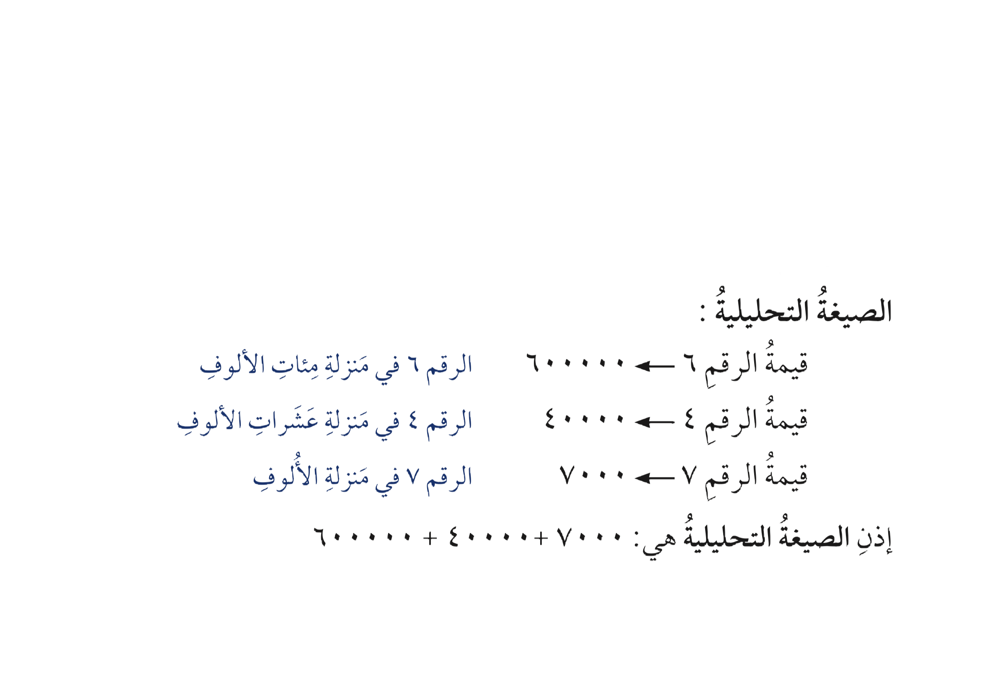 الصيغةُ التحليليةُ :
قيمةُ الرقمِ ٦ ← ٦٠٠٠٠٠ الرقم ٦ في مَنزلةِ مِئاتِ الألوفِ
قيمةُ الرقمِ ٤ ← ٤٠٠٠٠ الرقم ٤ في مَنزلةِ عَشَراتِ الألوفِ
قيمةُ الرقمِ ٧ ← ٧٠٠٠ الرقم ٧ في مَنزلةِ الأُلُوفِ
إذنِ الصيغةُ التحليليةُ هي : ٧٠٠٠ + ٤٠٠٠٠ + ٦٠٠٠٠٠